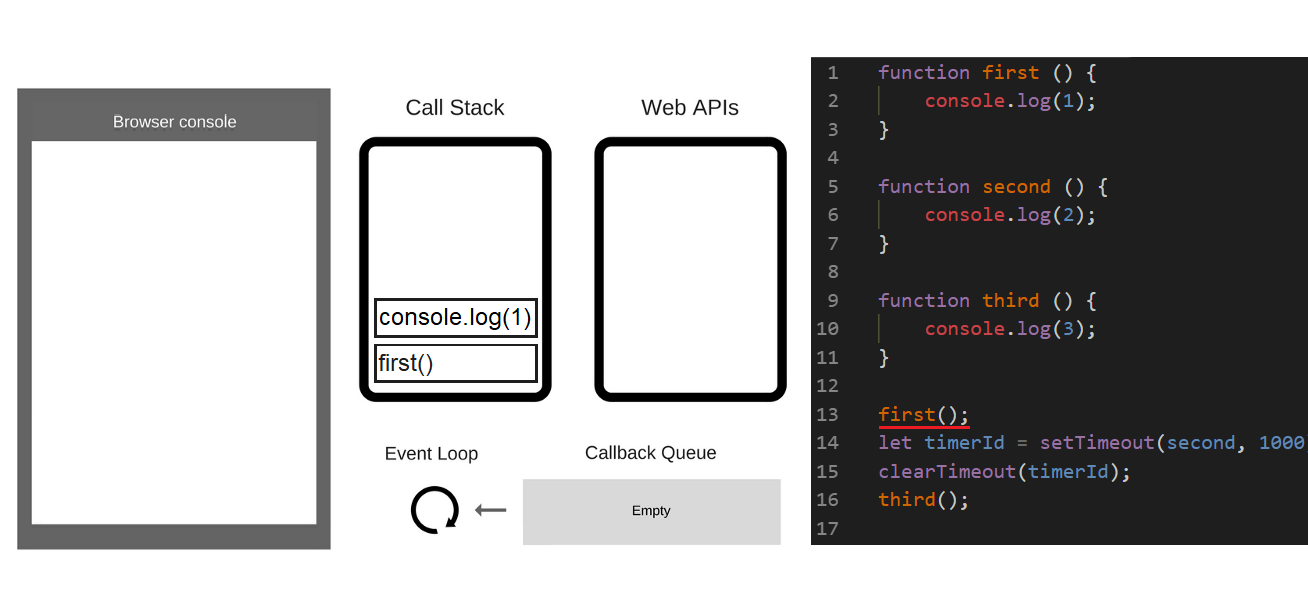 Browser console
Call Stack
console.log(1)
first()
Web APIs
Event Loop
Callback Queue
Empty
1 function first () {
2     console.log(1);
3 }
4
5 function second () {
6     console.log(2);
7 }
8
9 function third () {
10     console.log(3);
11 }
12
13 first();
14 let timerId = setTimeout(second, 1000
15 clearTimeout(timerId);
16 third();
17